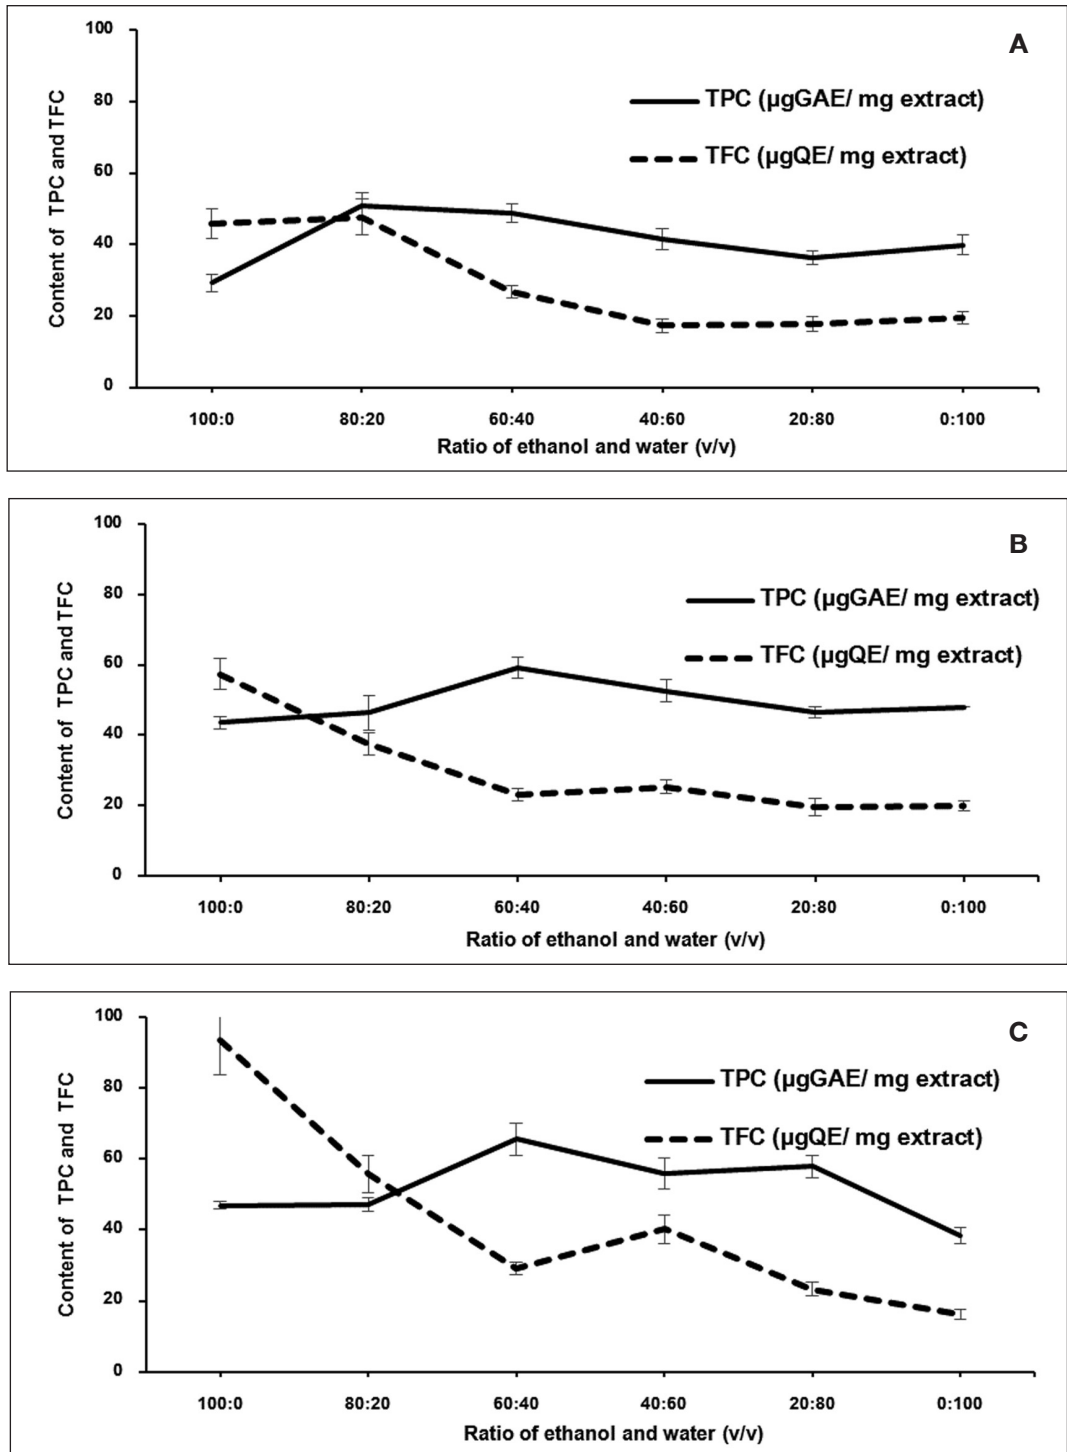 A
100
80
60
40
20
0
Content of TPC and TFC
TPC (µgGAE/ mg extract)
TFC (µgQE/ mg extract)
100:0 80:20 60:40 40:60 20:80 0:100
Ratio of ethanol and water (v/v)
B
100
80
60
40
20
0
Content of TPC and TFC
TPC (µgGAE/ mg extract)
TFC (µgQE/ mg extract)
100:0 80:20 60:40 40:60 20:80 0:100
Ratio of ethanol and water (v/v)
C
100
80
60
40
20
0
Content of TPC and TFC
TPC (µgGAE/ mg extract)
TFC (µgQE/ mg extract)
100:0 80:20 60:40 40:60 20:80 0:100
Ratio of ethanol and water (v/v)